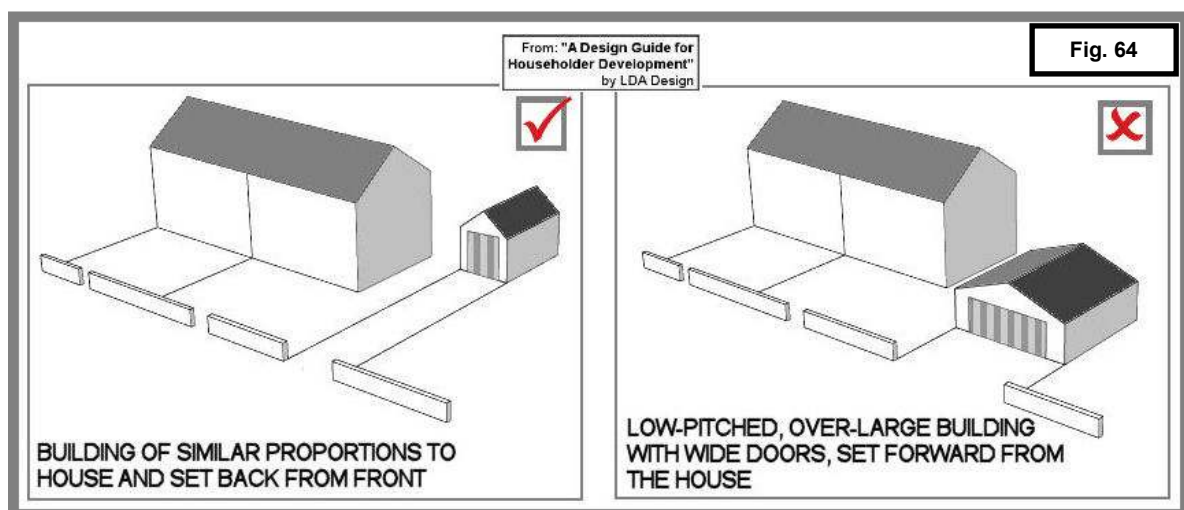 From: "A Design Guide for
Householder Development"
by LDA Design
Fig. 64
BUILDING OF SIMILAR PROPORTIONS TO
HOUSE AND SET BACK FROM FRONT
LOW-PITCHED, OVER-LARGE BUILDING
WITH WIDE DOORS, SET FORWARD FROM
THE HOUSE